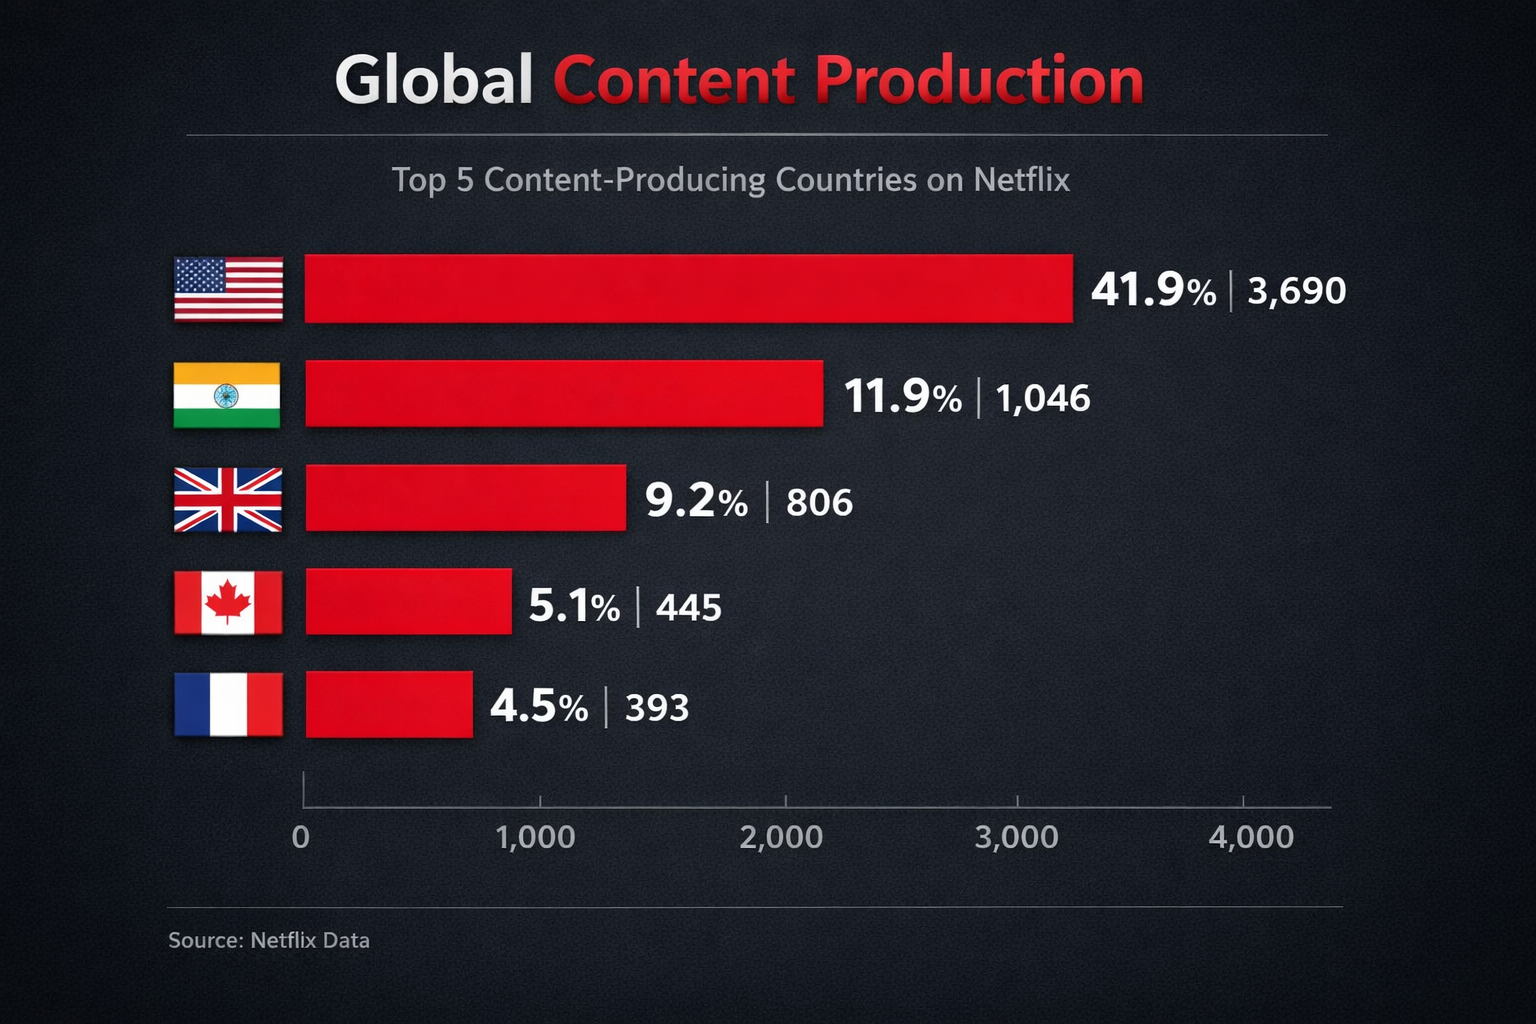 Global Content Production
Top 5 Content-Producing Countries on Netflix
41.9% | 3,690
11.9% | 1,046
9.2% | 806
5.1% | 445
4.5% | 393
0 1,000 2,000 3,000 4,000
Source: Netflix Data